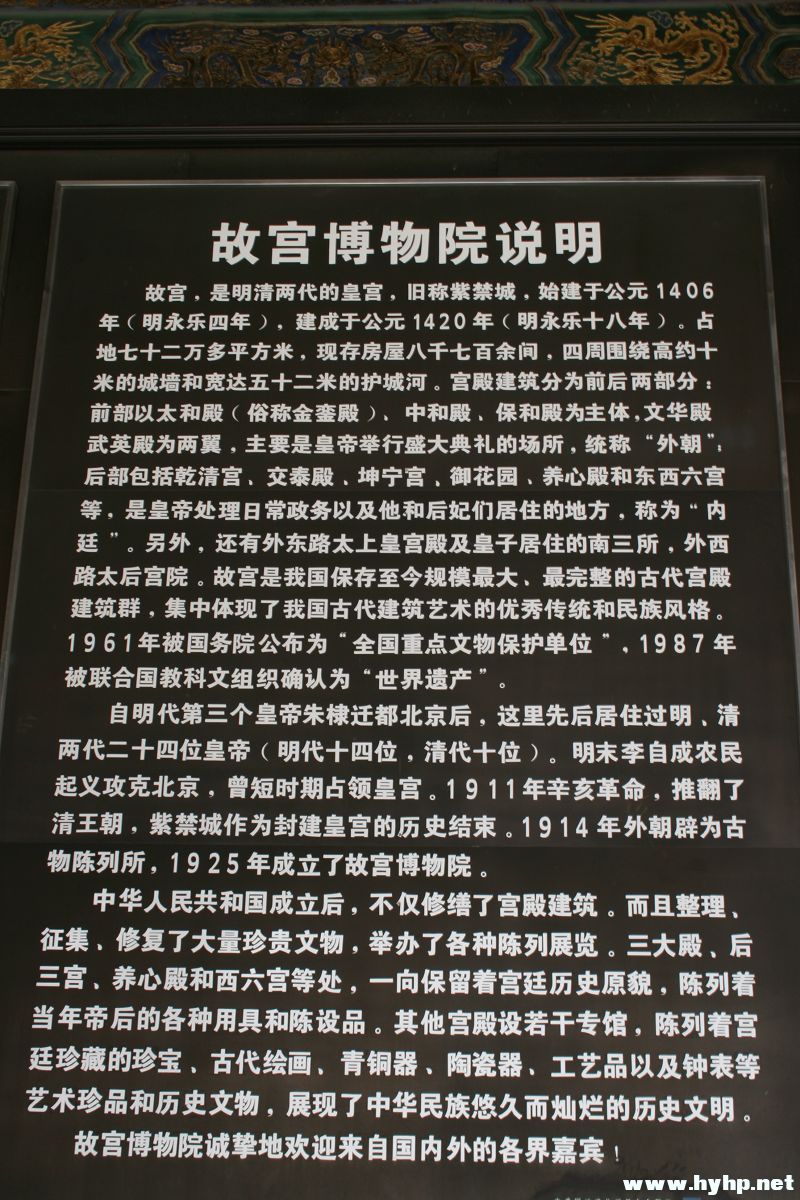 故宫博物院说明
故宫，是明清两代的皇宫，旧称紫禁城，始建于公元1406
年（明永乐四年），建成于公元1420年（明永乐十八年）。占
地七十二万多平方米，现存房屋八千七百余间，四周围绕高约十
米的城墙和宽达五十二米的护城河。宫殿建筑分为前后两部分：
前部以太和殿（俗称金銮殿）、中和殿、保和殿为主体，文华殿
武英殿为两翼，主要是皇帝举行盛大典礼的场所，统称“外朝”；
后部包括乾清宫、交泰殿、坤宁宫、御花园、养心殿和东西六宫
等，是皇帝处理日常政务以及他和后妃们居住的地方，称为“内
廷”。另外，还有外东路太上皇宫殿及皇子居住的南三所，外西
路太后宫院。故宫是我国保存至今规模最大、最完整的古代宫殿
建筑群，集中体现了我国古代建筑艺术的优秀传统和民族风格。
1961年被国务院公布为“全国重点文物保护单位”，1987年
被联合国教科文组织确认为“世界遗产”。
自明代第三个皇帝朱棣迁都北京后，这里先后居住过明、清
两代二十四位皇帝（明代十四位，清代十位）。明末李自成农民
起义攻克北京，曾短时期占领皇宫。1911年辛亥革命，推翻了
清王朝，紫禁城作为封建皇宫的历史结束。1914年外朝辟为古
物陈列所，1925年成立了故宫博物院。
中华人民共和国成立后，不仅修缮了宫殿建筑。而且整理、
征集、修复了大量珍贵文物，举办了各种陈列展览。三大殿、后
三宫、养心殿和西六宫等处，一向保留着宫廷历史原貌，陈列着
当年帝后的各种用具和陈设品。其他宫殿设若干专馆，陈列着宫
廷珍藏的珍宝、古代绘画、青铜器、陶瓷器、工艺品以及钟表等
艺术珍品和历史文物，展现了中华民族悠久而灿烂的历史文明。
故宫博物院诚挚地欢迎来自国内外的各界嘉宾！
www.hyhp.net